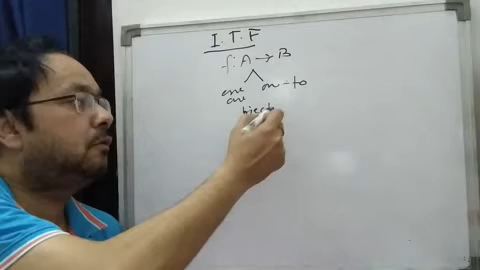 I.T.F
f: A → B
one on-to
one